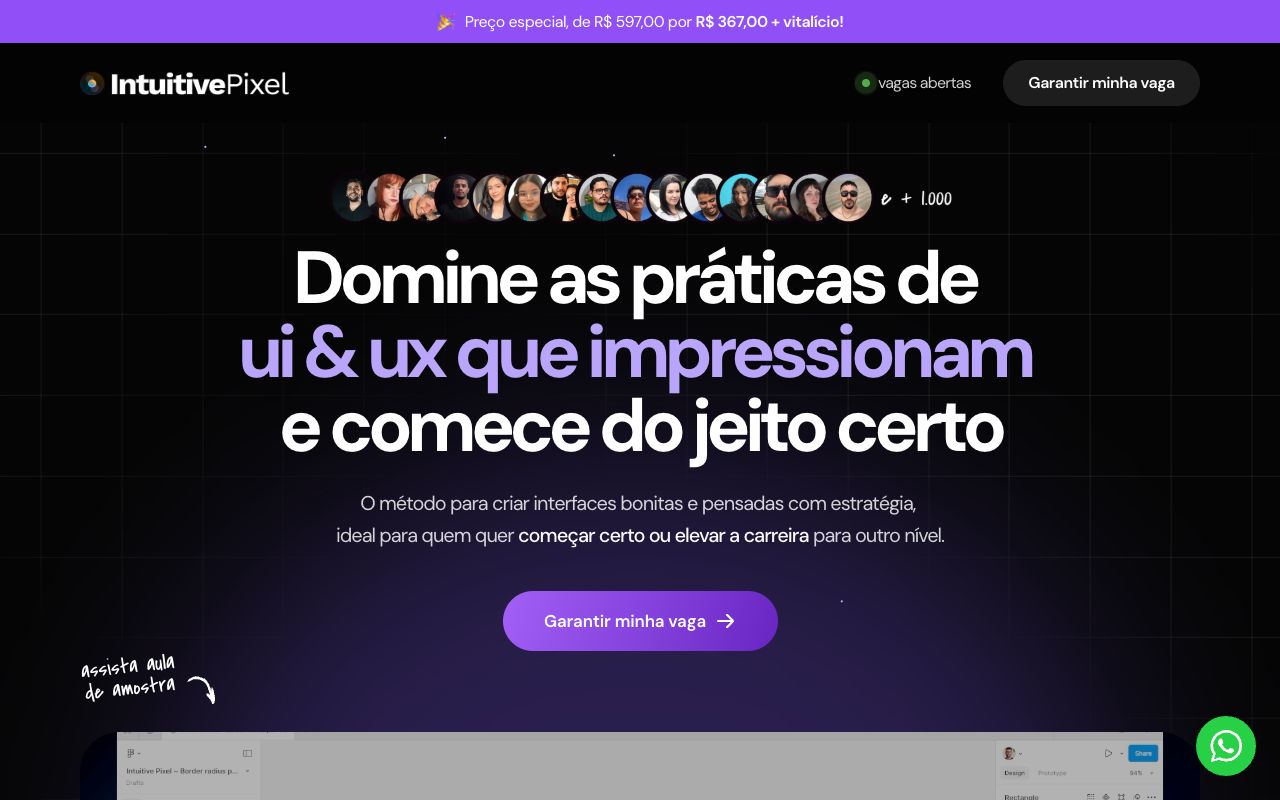 Preço especial, de R$ 597,00 por R$ 367,00 + vitalício!
IntuitivePixel
vagas abertas
Garantir minha vaga
e + 1.000
Domine as práticas de
ui & ux que impressionam
e comece do jeito certo
O método para criar interfaces bonitas e pensadas com estratégia,
ideal para quem quer começar certo ou elevar a carreira para outro nível.
Garantir minha vaga
assista aula
de amostra
Share
Intuitive Pixel – Border radius p...
Drafts
Design
Prototype
94%
Rectangle